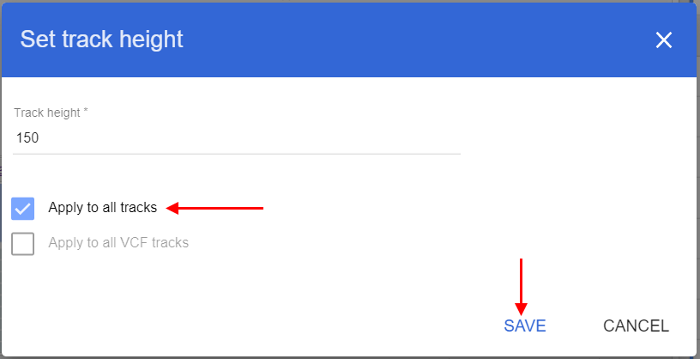 Set track height
Track height *
150
Apply to all tracks
Apply to all VCF tracks
SAVE CANCEL